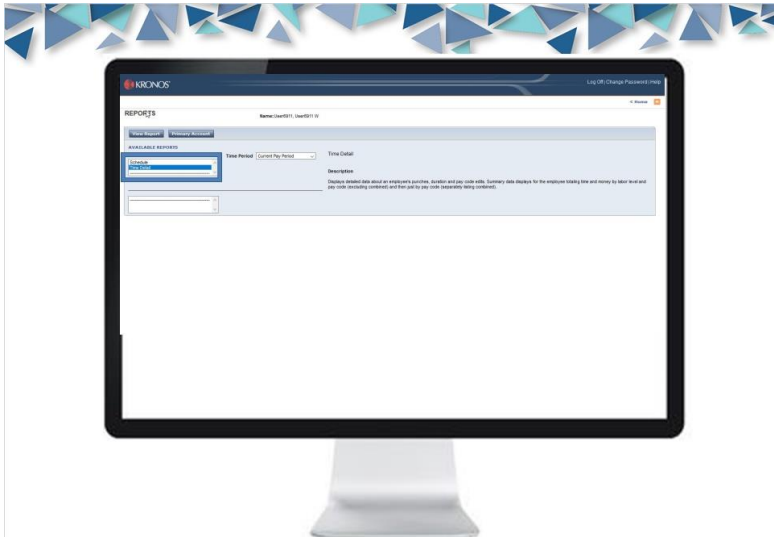 KRONOS
Log Off | Change Password | Help
< Home
REPORTS
Name: User8911, User8911 W
View Report
Primary Account
AVAILABLE REPORTS
Schedule
Time Detail
Time Period
Current Pay Period
Time Detail
Description
Displays detailed data about an employee's punches, duration and pay code edits. Summary data displays for the employee totaling time and money by labor level and
pay code (excluding combined) and then just by pay code (separately listing combined).